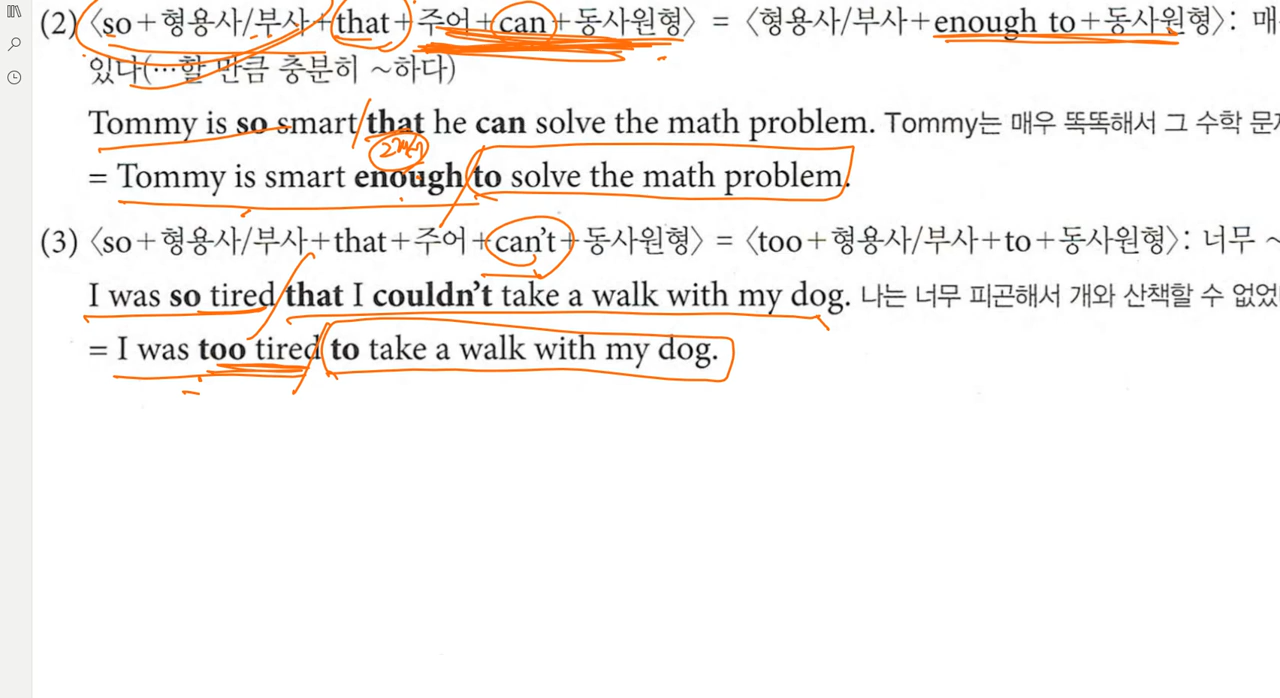 (2) 〈so+형용사/부사+that+주어+can+동사원형〉 = 〈형용사/부사+enough to+동사원형〉: 매
있다(…할 만큼 충분히 ~하다)
Tommy is so smart that he can solve the math problem. Tommy는 매우 똑똑해서 그 수학 문
= Tommy is smart enough to solve the math problem.
(3) 〈so+형용사/부사+that+주어+can't+동사원형〉 = 〈too+형용사/부사+to+동사원형〉: 너무 ~
I was so tired that I couldn't take a walk with my dog. 나는 너무 피곤해서 개와 산책할 수 없었
= I was too tired to take a walk with my dog.